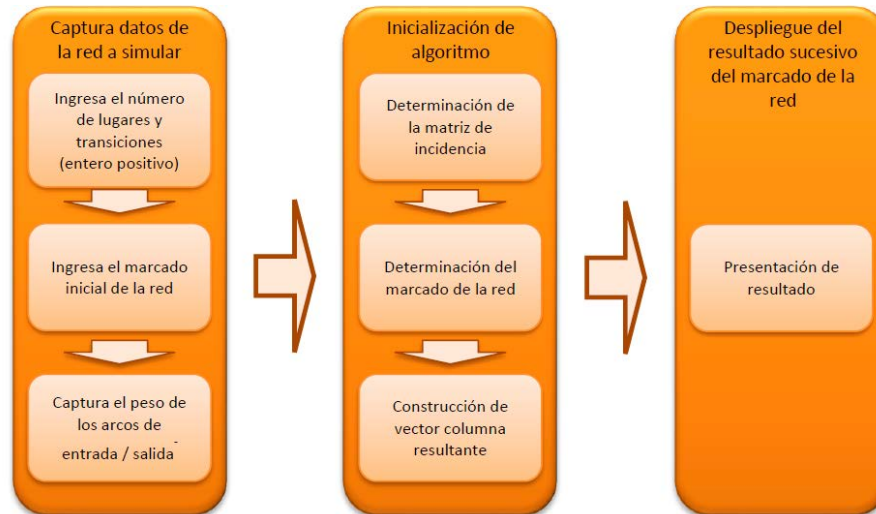 Captura datos de
la red a simular
Ingresa el número
de lugares y
transiciones
(entero positivo)
Ingresa el marcado
inicial de la red
Captura el peso de
los arcos de
entrada / salida
Inicialización de
algoritmo
Determinación de
la matriz de
incidencia
Determinación del
marcado de la red
Construcción de
vector columna
resultante
Despliegue del
resultado sucesivo
del marcado de la
red
Presentación de
resultado